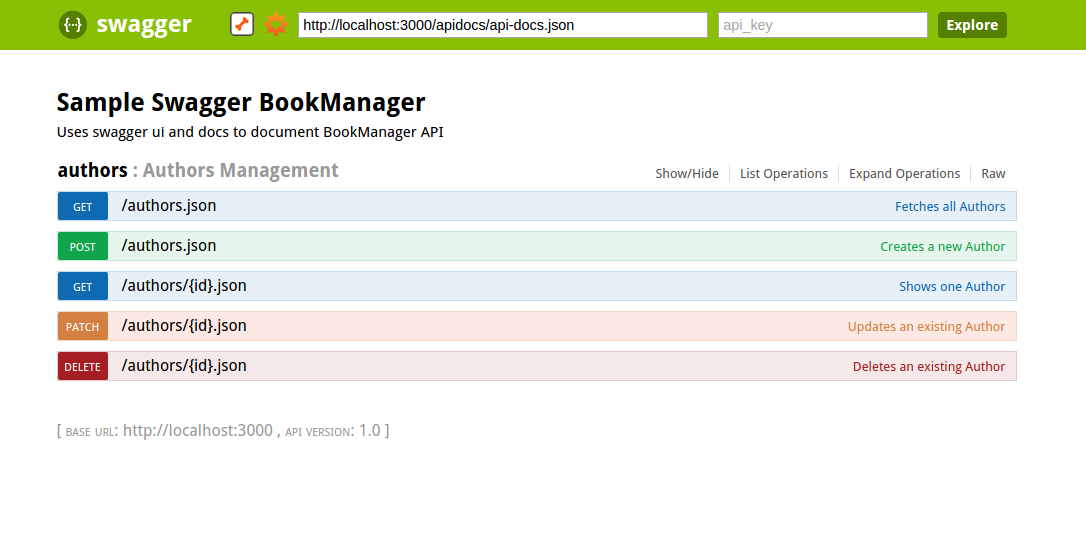 {···} swagger http://localhost:3000/apidocs/api-docs.json api_key Explore
Sample Swagger BookManager
Uses swagger ui and docs to document BookManager API
authors : Authors Management Show/Hide List Operations Expand Operations Raw
GET /authors.json Fetches all Authors
POST /authors.json Creates a new Author
GET /authors/{id}.json Shows one Author
PATCH /authors/{id}.json Updates an existing Author
DELETE /authors/{id}.json Deletes an existing Author
[ BASE URL: http://localhost:3000 , API VERSION: 1.0 ]